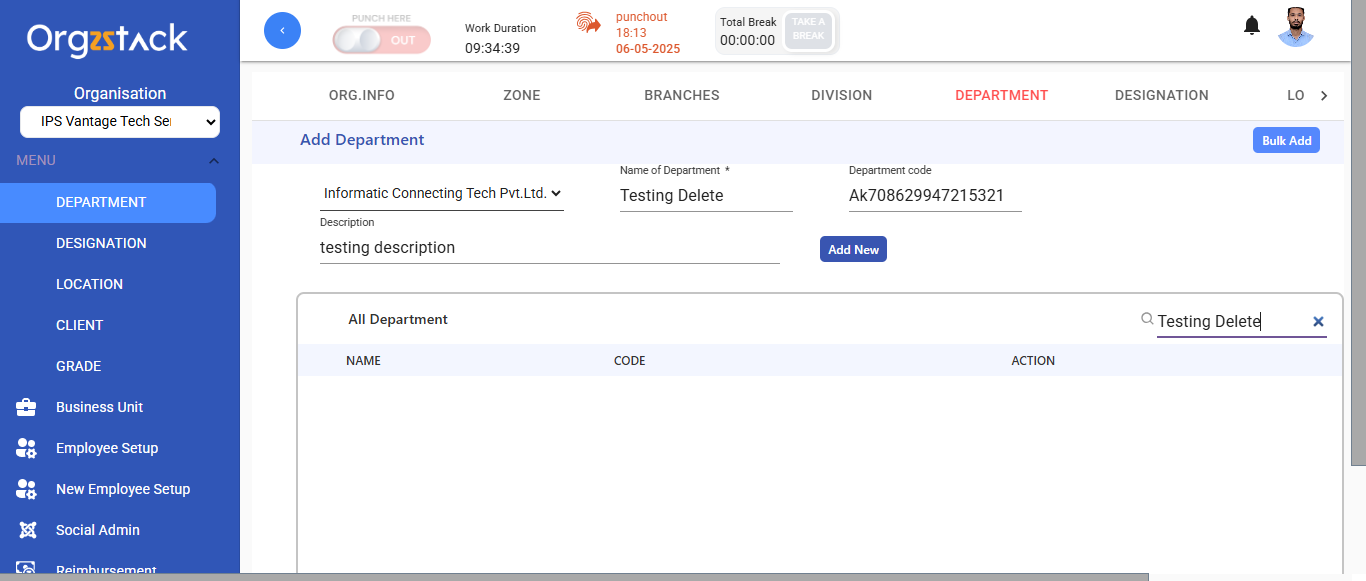 Orgzstack
Organisation
IPS Vantage Tech Se
MENU
DEPARTMENT
DESIGNATION
LOCATION
CLIENT
GRADE
Business Unit
Employee Setup
New Employee Setup
Social Admin
Reimbursement
PUNCH HERE
OUT
Work Duration
09:34:39
punchout
18:13
06-05-2025
Total Break
00:00:00
TAKE A
BREAK
ORG.INFO ZONE BRANCHES DIVISION DEPARTMENT DESIGNATION LO
Add Department
Bulk Add
Informatic Connecting Tech Pvt.Ltd.
Name of Department *
Testing Delete
Department code
Ak708629947215321
Description
testing description
Add New
All Department
Testing Delete
NAME CODE ACTION